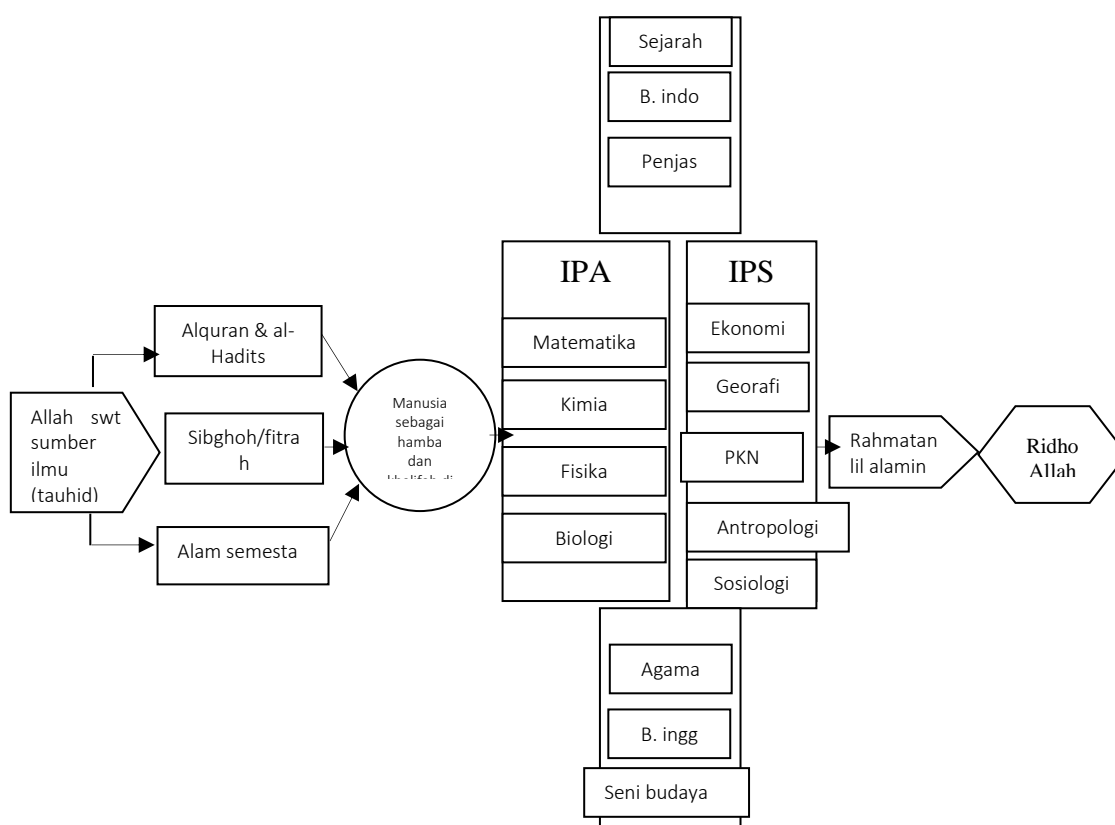 Sejarah
B. indo
Penjas
IPA
Matematika
Kimia
Fisika
Biologi
IPS
Ekonomi
Georafi
PKN
Antropologi
Sosiologi
Alquran & al-
Hadits
Allah swt
sumber
ilmu
(tauhid)
Sibghoh/fitra
h
Alam semesta
Manusia
sebagai
hamba
dan
Rahmatan
lil alamin
Ridho
Allah
Agama
B. ingg
Seni budaya